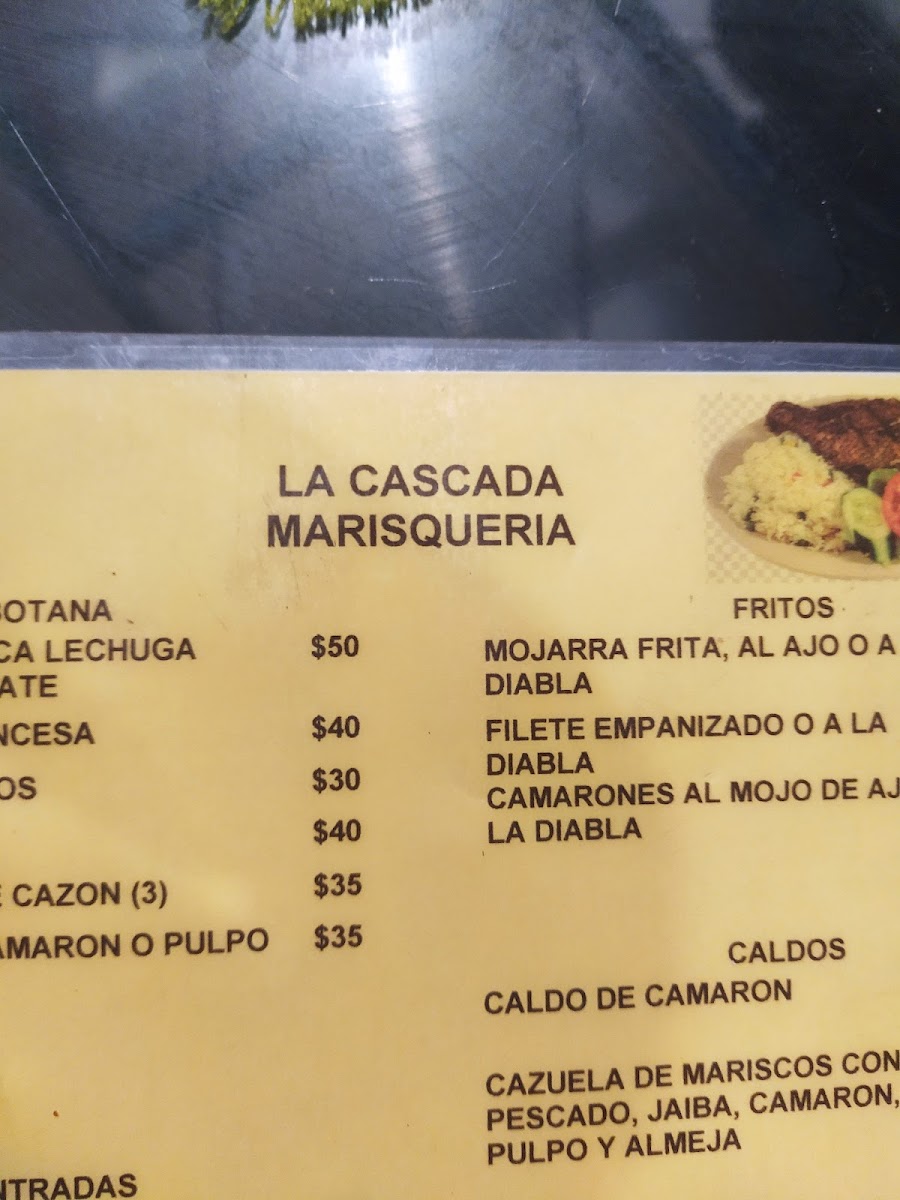 LA CASCADA
MARISQUERIA
BOTANA
CA LECHUGA $50
ATE
NCESA $40
OS $30
$40
E CAZON (3) $35
AMARON O PULPO $35
NTRADAS
FRITOS
MOJARRA FRITA, AL AJO O A
DIABLA
FILETE EMPANIZADO O A LA
DIABLA
CAMARONES AL MOJO DE AJ
LA DIABLA
CALDOS
CALDO DE CAMARON
CAZUELA DE MARISCOS CON
PESCADO, JAIBA, CAMARON,
PULPO Y ALMEJA